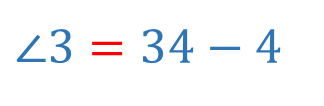 ∠3 = 34 − 4